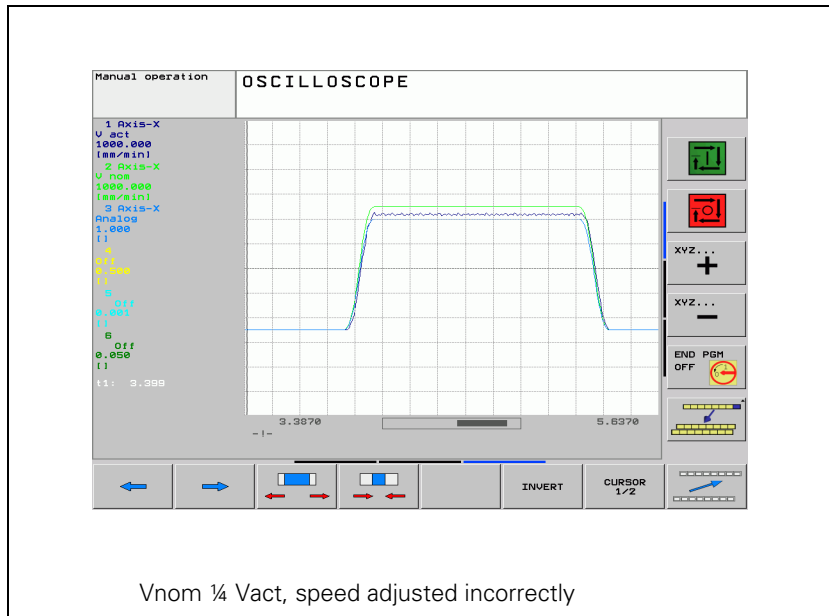 Manual operation
OSCILLOSCOPE
1 Axis-X
V act
1000.000
[mm/min]
2 Axis-X
V nom
1000.000
[mm/min]
3 Axis-X
Analog
1.000
[]
4
Off
0.500
[]
5
Off
0.001
[]
6
Off
0.050
[]
t1: 3.399
3.3870
5.6370
-!-
XYZ...
+
XYZ...
−
END PGM
OFF
INVERT
CURSOR
1/2
Vnom ¼ Vact, speed adjusted incorrectly